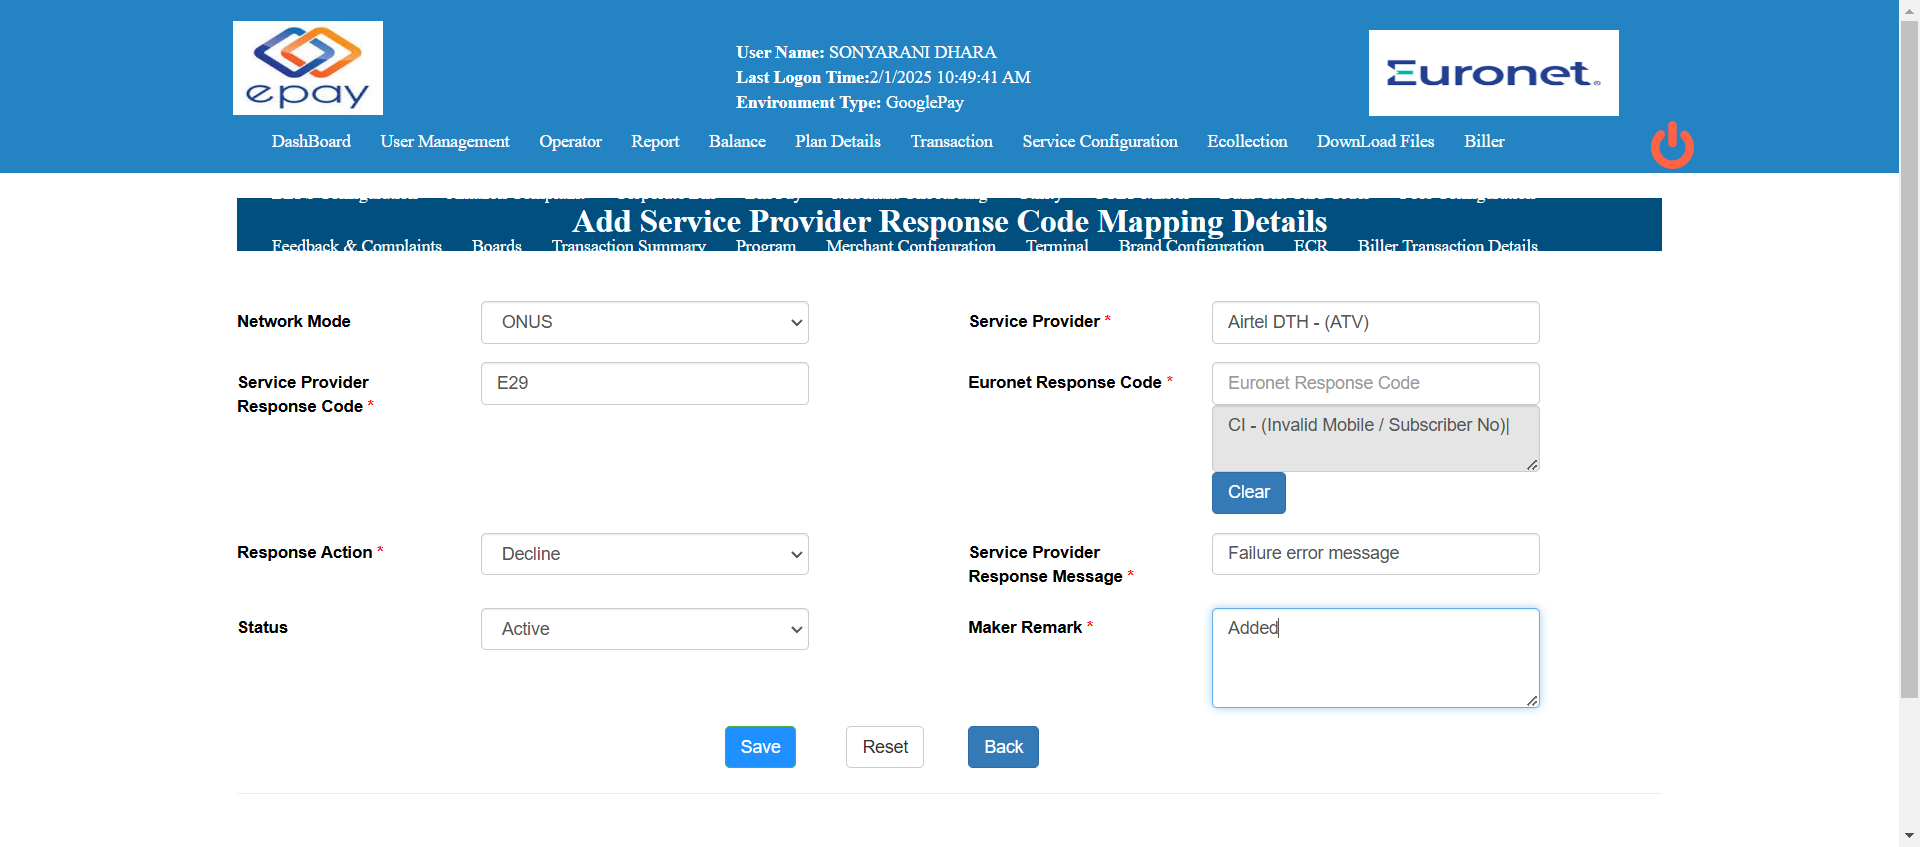 epay
User Name: SONYARANI DHARA
Last Logon Time:2/1/2025 10:49:41 AM
Environment Type: GooglePay
Euronet
DashBoard User Management Operator Report Balance Plan Details Transaction Service Configuration Ecollection DownLoad Files Biller
Add Service Provider Response Code Mapping Details
Feedback & Complaints Boards Transaction Summary Program Merchant Configuration Terminal Brand Configuration ECR Biller Transaction Details
Network Mode ONUS Service Provider * Airtel DTH - (ATV)
Service Provider Response Code * E29 Euronet Response Code * Euronet Response Code
CI - (Invalid Mobile / Subscriber No)|
Clear
Response Action * Decline Service Provider Response Message * Failure error message
Status Active Maker Remark * Added
Save Reset Back